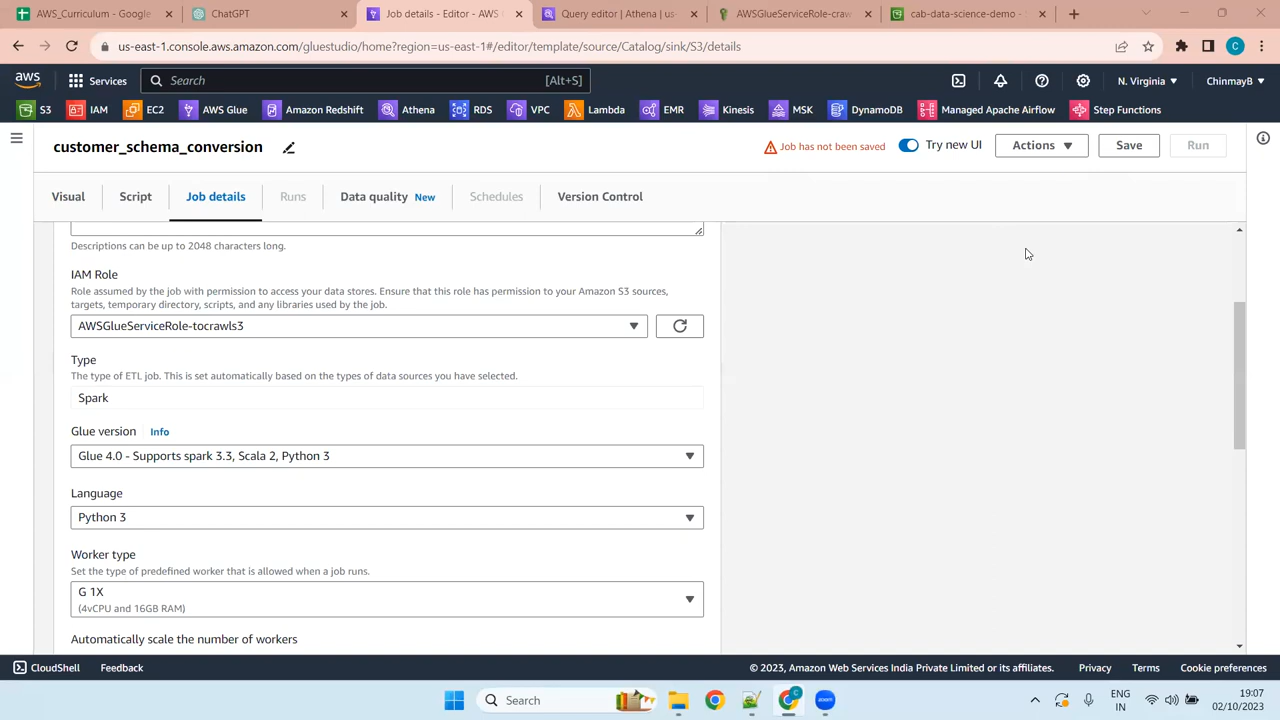 AWS_Curriculum - Google
ChatGPT
Job details - Editor - AWS
Query editor | Athena | us-
AWSGlueServiceRole-craw
cab-data-science-demo -
us-east-1.console.aws.amazon.com/gluestudio/home?region=us-east-1#/editor/template/source/Catalog/sink/S3/details
C
aws
Services
Search
[Alt+S]
N. Virginia
ChinmayB
S3
IAM
EC2
AWS Glue
Amazon Redshift
Athena
RDS
VPC
Lambda
EMR
Kinesis
MSK
DynamoDB
Managed Apache Airflow
Step Functions
customer_schema_conversion
Job has not been saved
Try new UI
Actions
Save
Run
Visual
Script
Job details
Runs
Data quality New
Schedules
Version Control
Descriptions can be up to 2048 characters long.
IAM Role
Role assumed by the job with permission to access your data stores. Ensure that this role has permission to your Amazon S3 sources,
targets, temporary directory, scripts, and any libraries used by the job.
AWSGlueServiceRole-tocrawls3
Type
The type of ETL job. This is set automatically based on the types of data sources you have selected.
Spark
Glue version Info
Glue 4.0 - Supports spark 3.3, Scala 2, Python 3
Language
Python 3
Worker type
Set the type of predefined worker that is allowed when a job runs.
G 1X
(4vCPU and 16GB RAM)
Automatically scale the number of workers
CloudShell
Feedback
© 2023, Amazon Web Services India Private Limited or its affiliates.
Privacy
Terms
Cookie preferences
Search
ENG
IN
19:07
02/10/2023